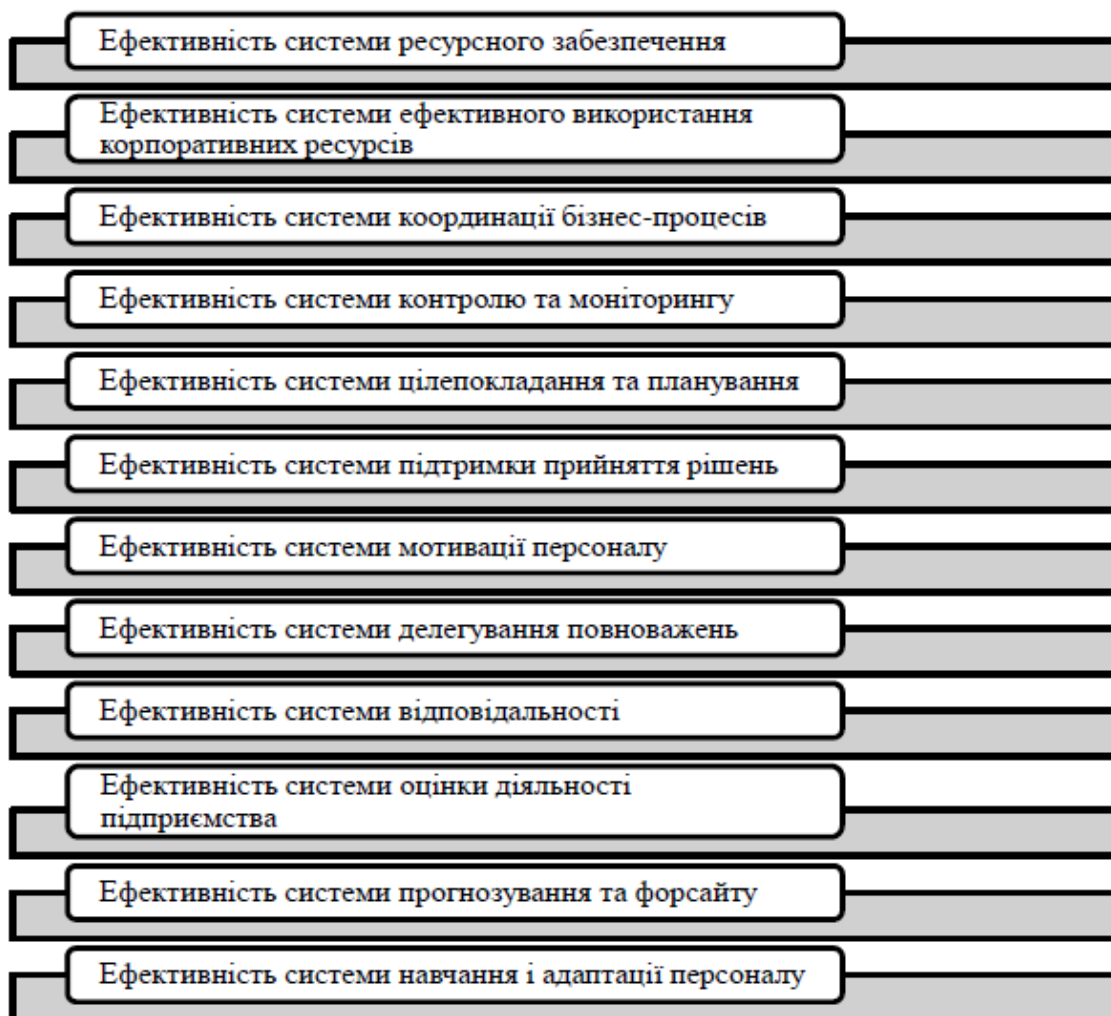 Ефективність системи ресурсного забезпечення
Ефективність системи ефективного використання
корпоративних ресурсів
Ефективність системи координації бізнес-процесів
Ефективність системи контролю та моніторингу
Ефективність системи цілепокладання та планування
Ефективність системи підтримки прийняття рішень
Ефективність системи мотивації персоналу
Ефективність системи делегування повноважень
Ефективність системи відповідальності
Ефективність системи оцінки діяльності
підприємства
Ефективність системи прогнозування та форсайту
Ефективність системи навчання і адаптації персоналу